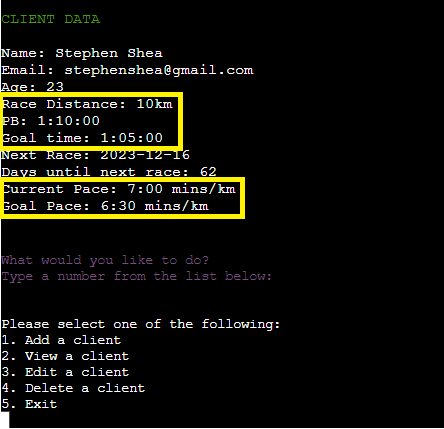 CLIENT DATA
Name: Stephen Shea
Email: stephenshea@gmail.com
Age: 23
Race Distance: 10km
PB: 1:10:00
Goal time: 1:05:00
Next Race: 2023-12-16
Days until next race: 62
Current Pace: 7:00 mins/km
Goal Pace: 6:30 mins/km
What would you like to do?
Type a number from the list below:
Please select one of the following:
1. Add a client
2. View a client
3. Edit a client
4. Delete a client
5. Exit